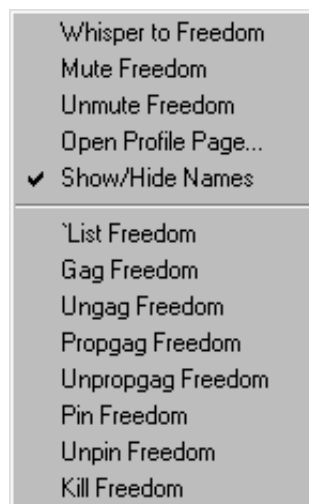 Whisper to Freedom
Mute Freedom
Unmute Freedom
Open Profile Page...
Show/Hide Names
`List Freedom
Gag Freedom
Ungag Freedom
Propgag Freedom
Unpropgag Freedom
Pin Freedom
Unpin Freedom
Kill Freedom